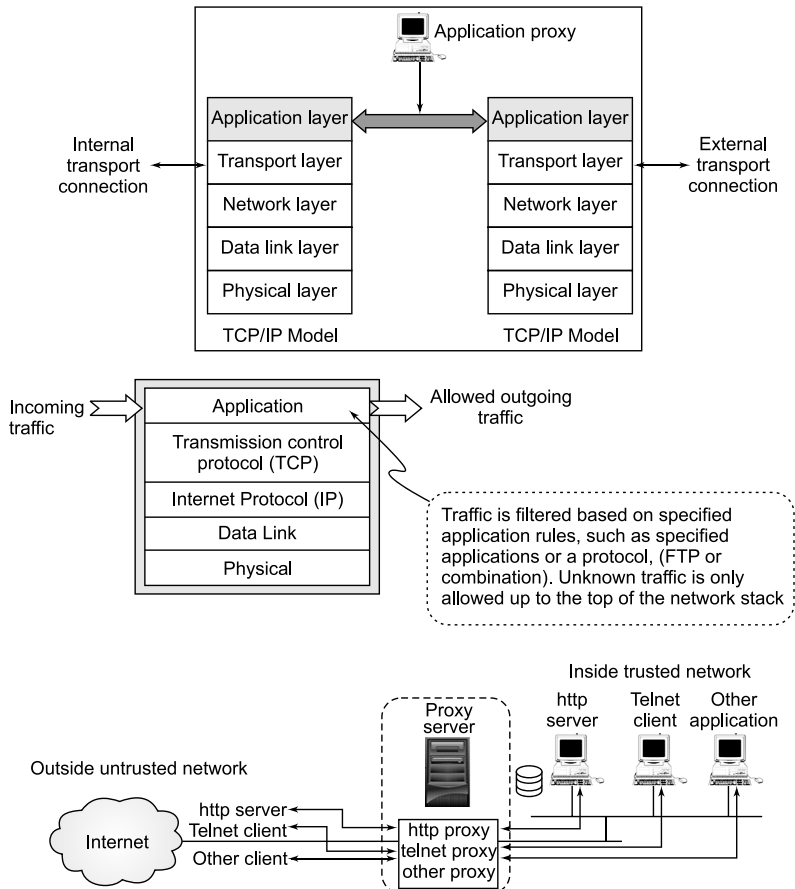 Application proxy
Application layer
Application layer
Internal
transport
connection
Transport layer
Transport layer
External
transport
connection
Network layer
Network layer
Data link layer
Data link layer
Physical layer
Physical layer
TCP/IP Model
TCP/IP Model
Incoming
traffic
Application
Allowed outgoing
traffic
Transmission control
protocol (TCP)
Internet Protocol (IP)
Data Link
Physical
Traffic is filtered based on specified
application rules, such as specified
applications or a protocol, (FTP or
combination). Unknown traffic is only
allowed up to the top of the network stack
Inside trusted network
http
server
Telnet
client
Other
application
Proxy
server
Outside untrusted network
Internet
http server
Telnet client
Other client
http proxy
telnet proxy
other proxy